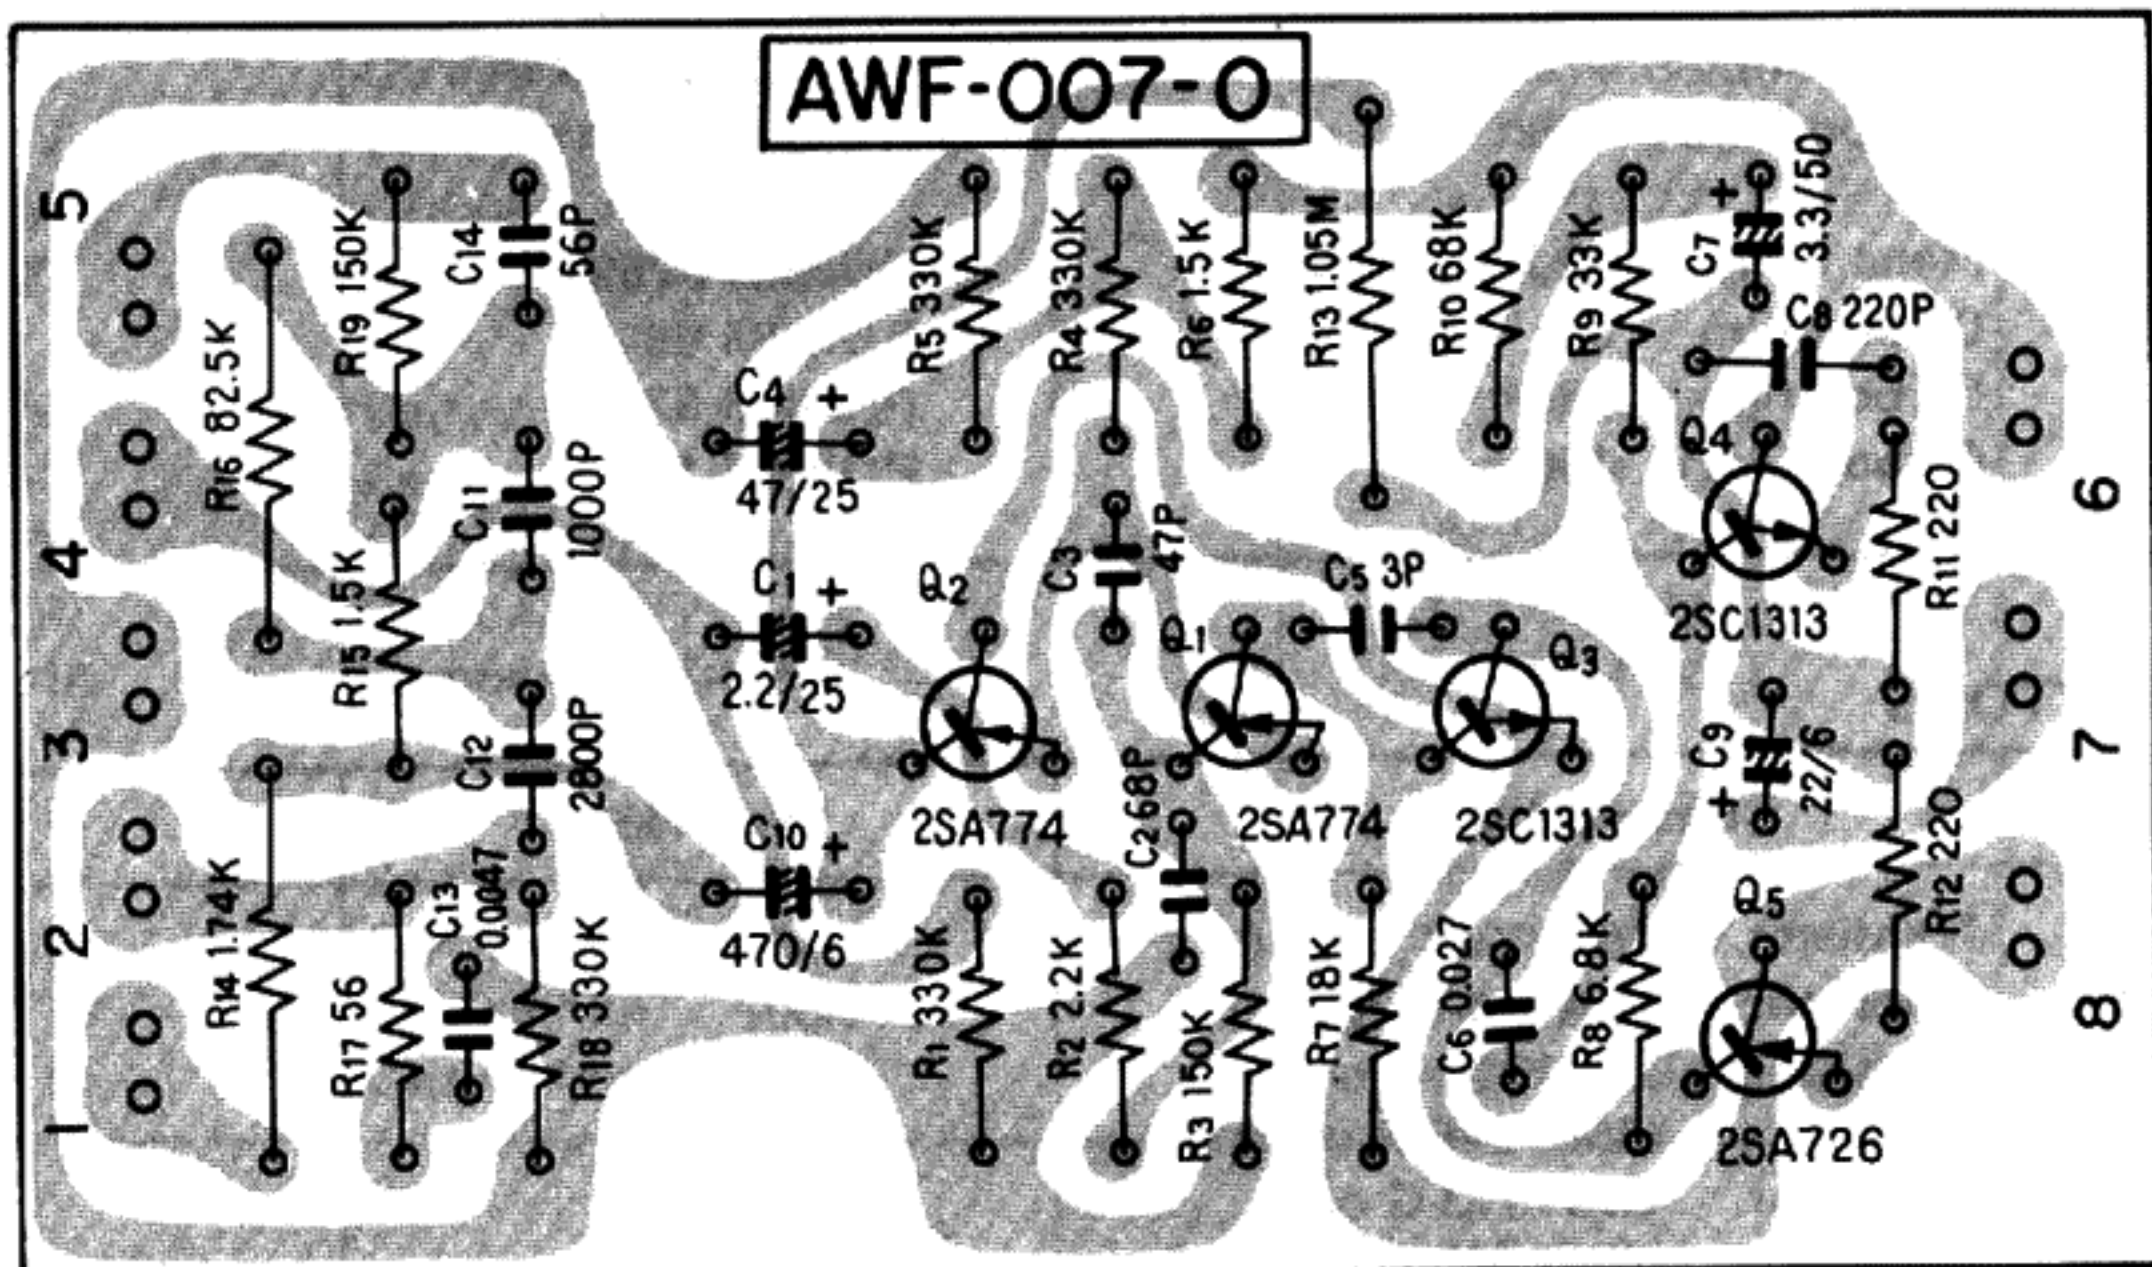 AWF-007-0
5
4
3
2
1
6
7
8
R19 150K
C14
56P
R16 82.5K
R15 1.5K
C11
1000P
C12
2800P
R14 1.74K
R17 56
C13
0.0047
R18 330K
C4
+
47/25
C1
+
2.2/25
C10
+
470/6
R5 330K
R4 330K
R6 1.5K
R13 1.05M
R10 68K
R9 33K
C7
+
3.3/50
C8 220P
Q4
2SC1313
R11 220
Q2
2SA774
C3
47P
Q1
2SA774
C5 3P
Q3
2SC1313
C2 68P
C9
+
22/6
R12 220
R1 330K
R2 2.2K
R3 150K
R7 18K
C6 0.027
R8 6.8K
Q5
2SA726